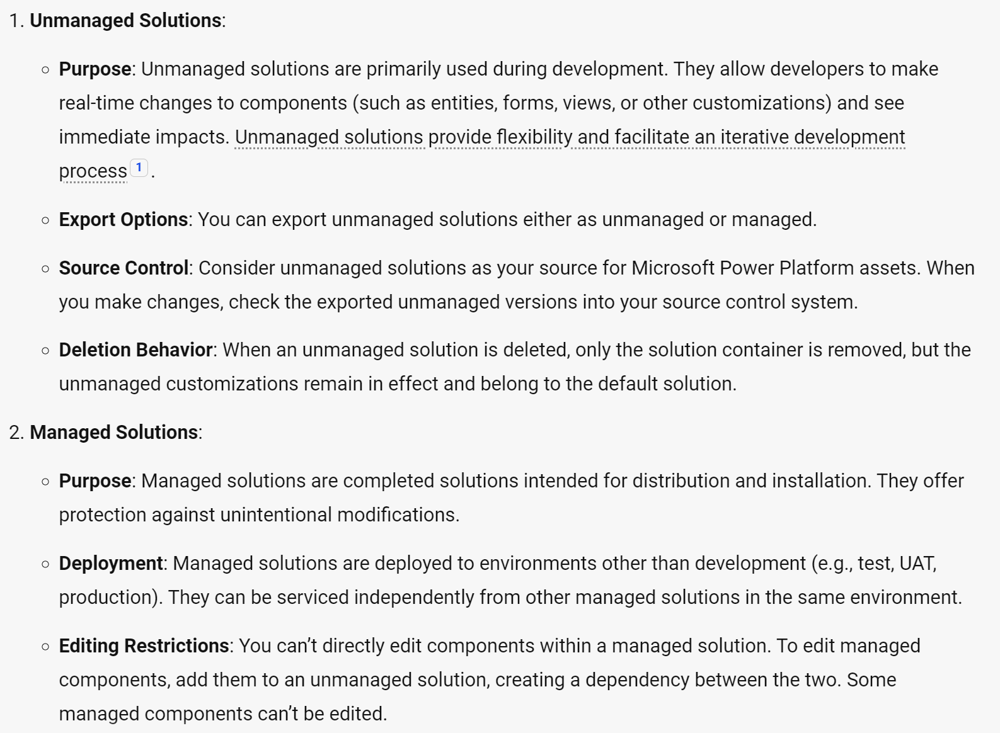 1. Unmanaged Solutions:
○ Purpose: Unmanaged solutions are primarily used during development. They allow developers to make
real-time changes to components (such as entities, forms, views, or other customizations) and see
immediate impacts. Unmanaged solutions provide flexibility and facilitate an iterative development
process 1 .
○ Export Options: You can export unmanaged solutions either as unmanaged or managed.
○ Source Control: Consider unmanaged solutions as your source for Microsoft Power Platform assets. When
you make changes, check the exported unmanaged versions into your source control system.
○ Deletion Behavior: When an unmanaged solution is deleted, only the solution container is removed, but the
unmanaged customizations remain in effect and belong to the default solution.
2. Managed Solutions:
○ Purpose: Managed solutions are completed solutions intended for distribution and installation. They offer
protection against unintentional modifications.
○ Deployment: Managed solutions are deployed to environments other than development (e.g., test, UAT,
production). They can be serviced independently from other managed solutions in the same environment.
○ Editing Restrictions: You can’t directly edit components within a managed solution. To edit managed
components, add them to an unmanaged solution, creating a dependency between the two. Some
managed components can’t be edited.